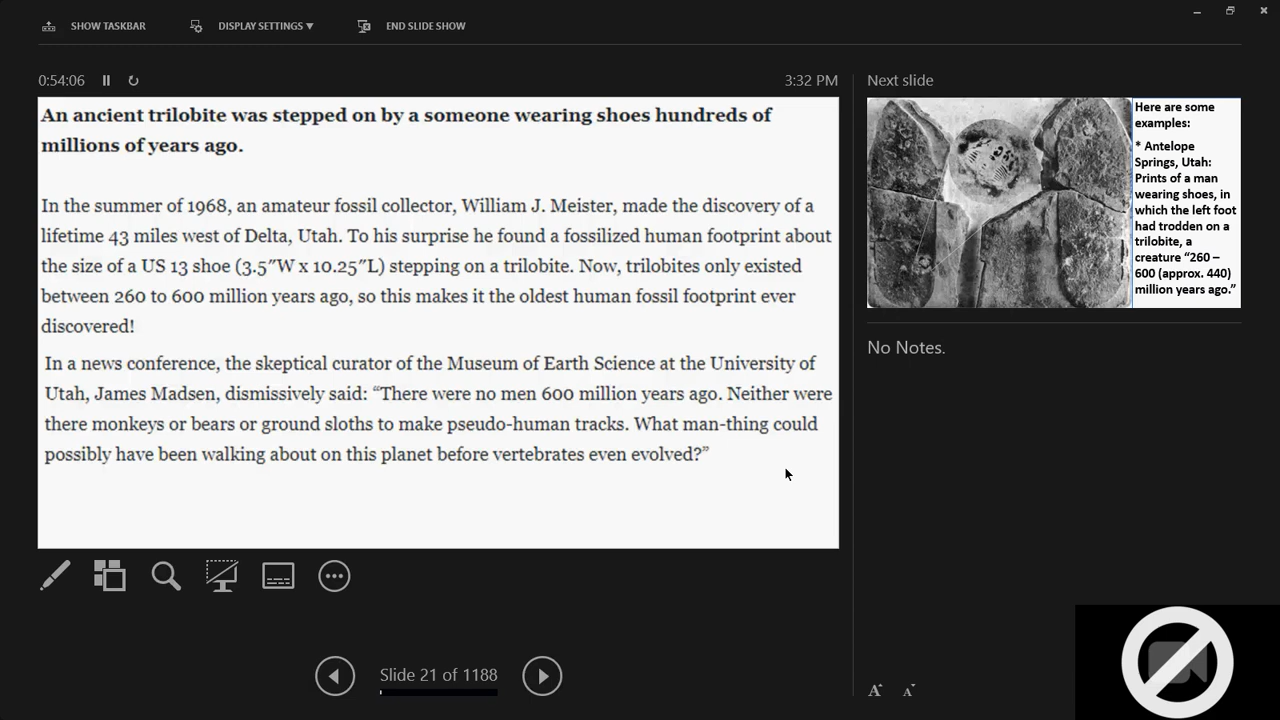 SHOW TASKBAR
DISPLAY SETTINGS ▼
END SLIDE SHOW
0:54:06
3:32 PM
An ancient trilobite was stepped on by a someone wearing shoes hundreds of
millions of years ago.
In the summer of 1968, an amateur fossil collector, William J. Meister, made the discovery of a
lifetime 43 miles west of Delta, Utah. To his surprise he found a fossilized human footprint about
the size of a US 13 shoe (3.5″W x 10.25″L) stepping on a trilobite. Now, trilobites only existed
between 260 to 600 million years ago, so this makes it the oldest human fossil footprint ever
discovered!
In a news conference, the skeptical curator of the Museum of Earth Science at the University of
Utah, James Madsen, dismissively said: “There were no men 600 million years ago. Neither were
there monkeys or bears or ground sloths to make pseudo-human tracks. What man-thing could
possibly have been walking about on this planet before vertebrates even evolved?”
Next slide
Here are some
examples:
* Antelope
Springs, Utah:
Prints of a man
wearing shoes, in
which the left foot
had trodden on a
trilobite, a
creature “260 –
600 (approx. 440)
million years ago.”
No Notes.
Slide 21 of 1188
A A